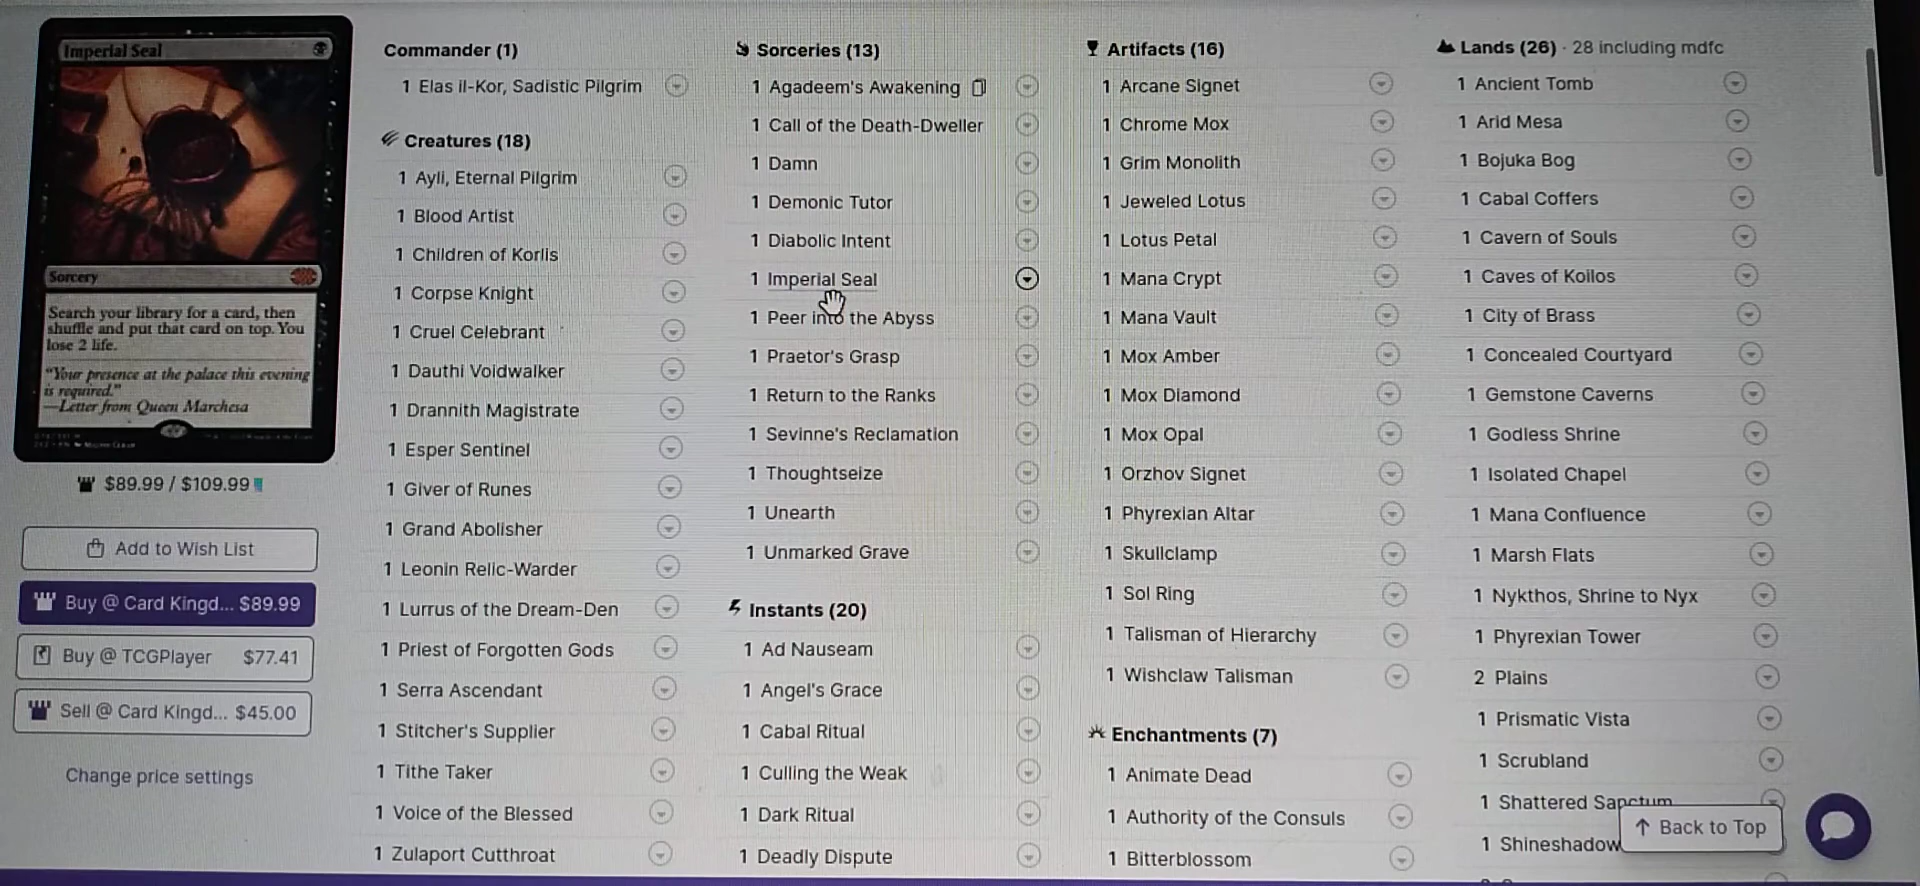 Imperial Seal
Sorcery
Search your library for a card, then
shuffle and put that card on top. You
lose 2 life.
"Your presence at the palace this evening
is required."
—Letter from Queen Marchesa
$89.99 / $109.99
Add to Wish List
Buy @ Card Kingd... $89.99
Buy @ TCGPlayer $77.41
Sell @ Card Kingd... $45.00
Change price settings
Commander (1)
1 Elas il-Kor, Sadistic Pilgrim
Creatures (18)
1 Ayli, Eternal Pilgrim
1 Blood Artist
1 Children of Korlis
1 Corpse Knight
1 Cruel Celebrant
1 Dauthi Voidwalker
1 Drannith Magistrate
1 Esper Sentinel
1 Giver of Runes
1 Grand Abolisher
1 Leonin Relic-Warder
1 Lurrus of the Dream-Den
1 Priest of Forgotten Gods
1 Serra Ascendant
1 Stitcher's Supplier
1 Tithe Taker
1 Voice of the Blessed
1 Zulaport Cutthroat
Sorceries (13)
1 Agadeem's Awakening
1 Call of the Death-Dweller
1 Damn
1 Demonic Tutor
1 Diabolic Intent
1 Imperial Seal
1 Peer into the Abyss
1 Praetor's Grasp
1 Return to the Ranks
1 Sevinne's Reclamation
1 Thoughtseize
1 Unearth
1 Unmarked Grave
Instants (20)
1 Ad Nauseam
1 Angel's Grace
1 Cabal Ritual
1 Culling the Weak
1 Dark Ritual
1 Deadly Dispute
Artifacts (16)
1 Arcane Signet
1 Chrome Mox
1 Grim Monolith
1 Jeweled Lotus
1 Lotus Petal
1 Mana Crypt
1 Mana Vault
1 Mox Amber
1 Mox Diamond
1 Mox Opal
1 Orzhov Signet
1 Phyrexian Altar
1 Skullclamp
1 Sol Ring
1 Talisman of Hierarchy
1 Wishclaw Talisman
Enchantments (7)
1 Animate Dead
1 Authority of the Consuls
1 Bitterblossom
Lands (26) · 28 including mdfc
1 Ancient Tomb
1 Arid Mesa
1 Bojuka Bog
1 Cabal Coffers
1 Cavern of Souls
1 Caves of Koilos
1 City of Brass
1 Concealed Courtyard
1 Gemstone Caverns
1 Godless Shrine
1 Isolated Chapel
1 Mana Confluence
1 Marsh Flats
1 Nykthos, Shrine to Nyx
1 Phyrexian Tower
2 Plains
1 Prismatic Vista
1 Scrubland
1 Shattered Sanctum
1 Shineshadow
Back to Top